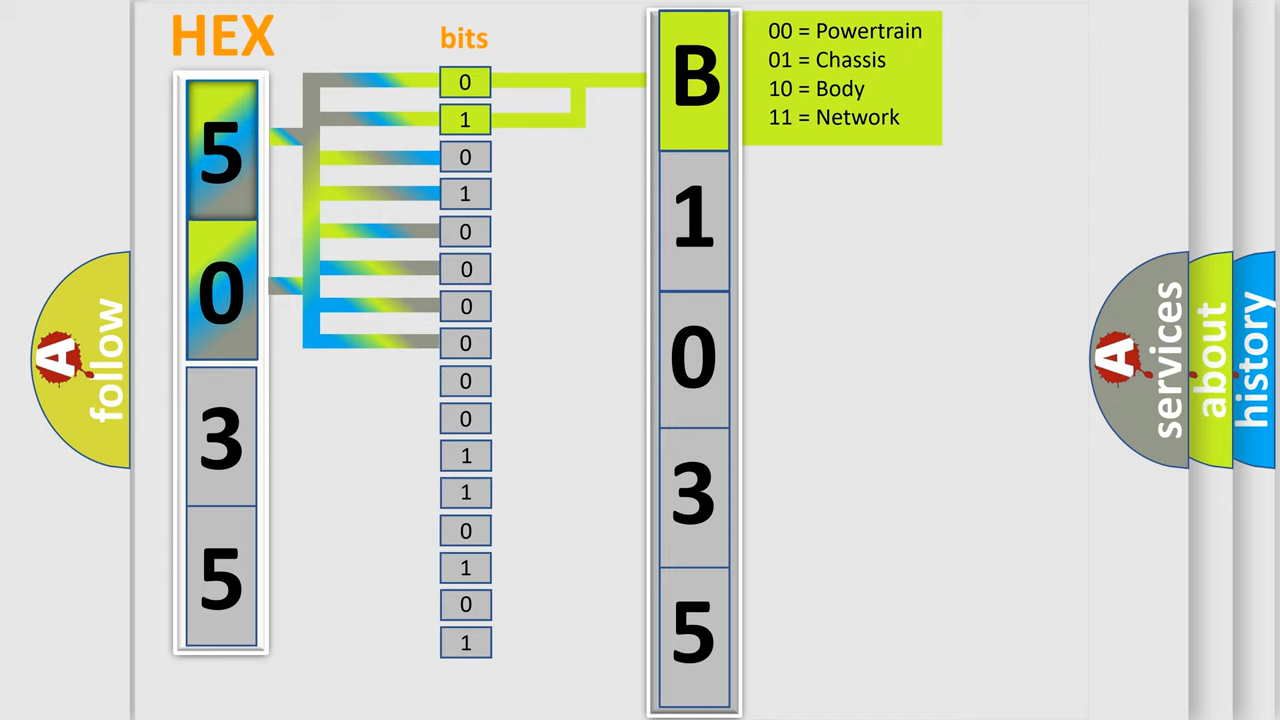 HEX
bits
5
0
3
5
0
1
0
1
0
0
0
0
0
0
1
1
0
1
0
1
B
1
0
3
5
00 = Powertrain
01 = Chassis
10 = Body
11 = Network
A
follow
A
services
about
history